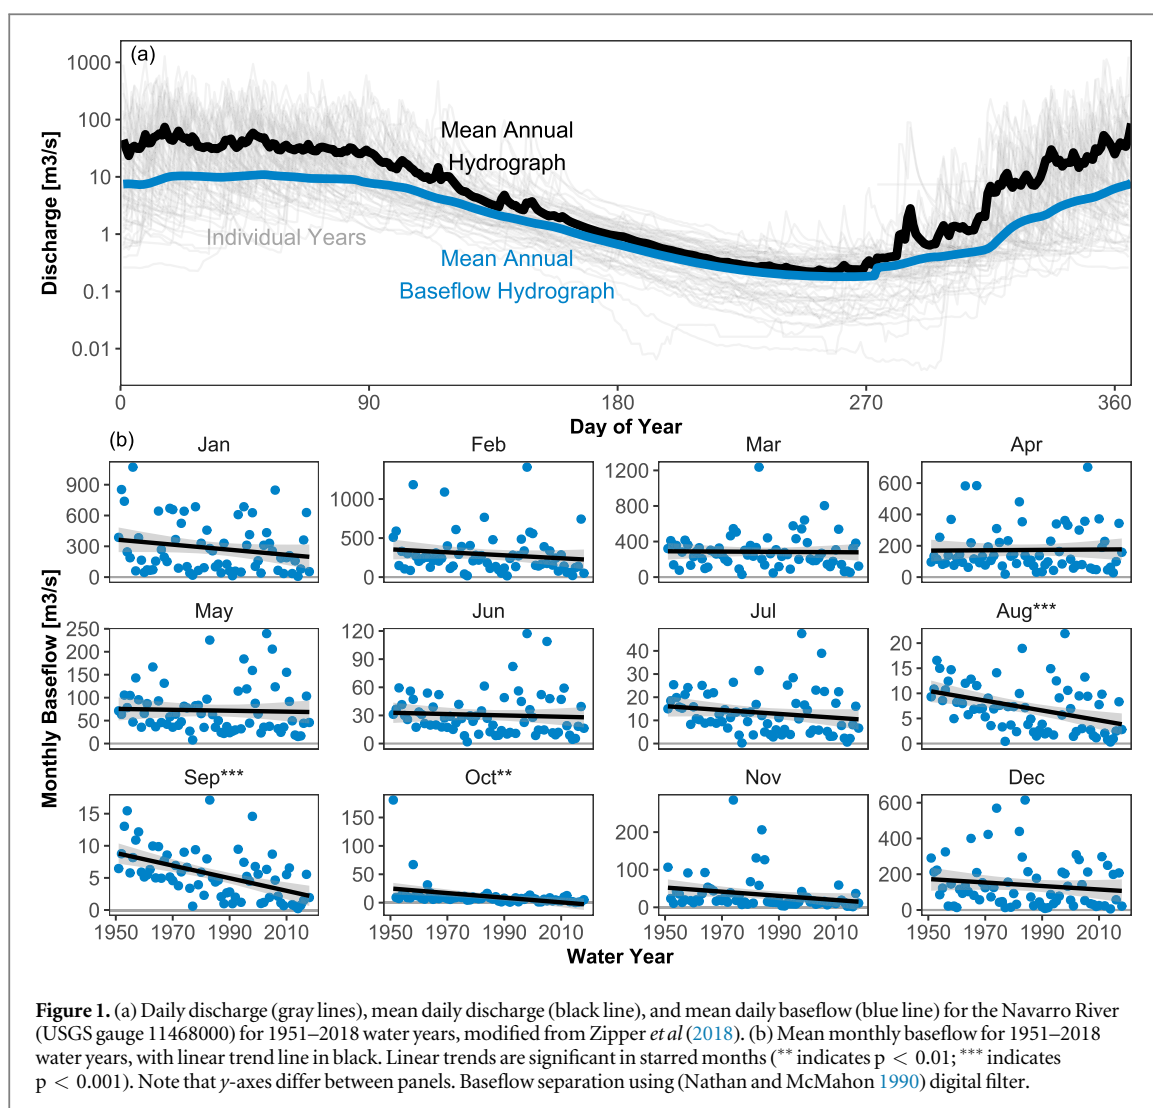 (a)
1000
100
10
1
0.1
0.01
Discharge [m3/s]
Mean Annual
Hydrograph
Individual Years
Mean Annual
Baseflow Hydrograph
0 90 180 270 360
Day of Year
(b)
Monthly Baseflow [m3/s]
Jan Feb Mar Apr
900
600
300
0
1000
500
0
1200
800
400
0
600
400
200
0
May Jun Jul Aug***
250
200
150
100
50
0
120
90
60
30
0
40
30
20
10
0
20
15
10
5
0
Sep*** Oct** Nov Dec
15
10
5
0
150
100
50
0
200
100
0
600
400
200
0
1950 1970 1990 2010 1950 1970 1990 2010 1950 1970 1990 2010 1950 1970 1990 2010
Water Year
Figure 1. (a) Daily discharge (gray lines), mean daily discharge (black line), and mean daily baseflow (blue line) for the Navarro River
(USGS gauge 11468000) for 1951–2018 water years, modified from Zipper et al (2018). (b) Mean monthly baseflow for 1951–2018
water years, with linear trend line in black. Linear trends are significant in starred months (** indicates p < 0.01; *** indicates
p < 0.001). Note that y-axes differ between panels. Baseflow separation using (Nathan and McMahon 1990) digital filter.